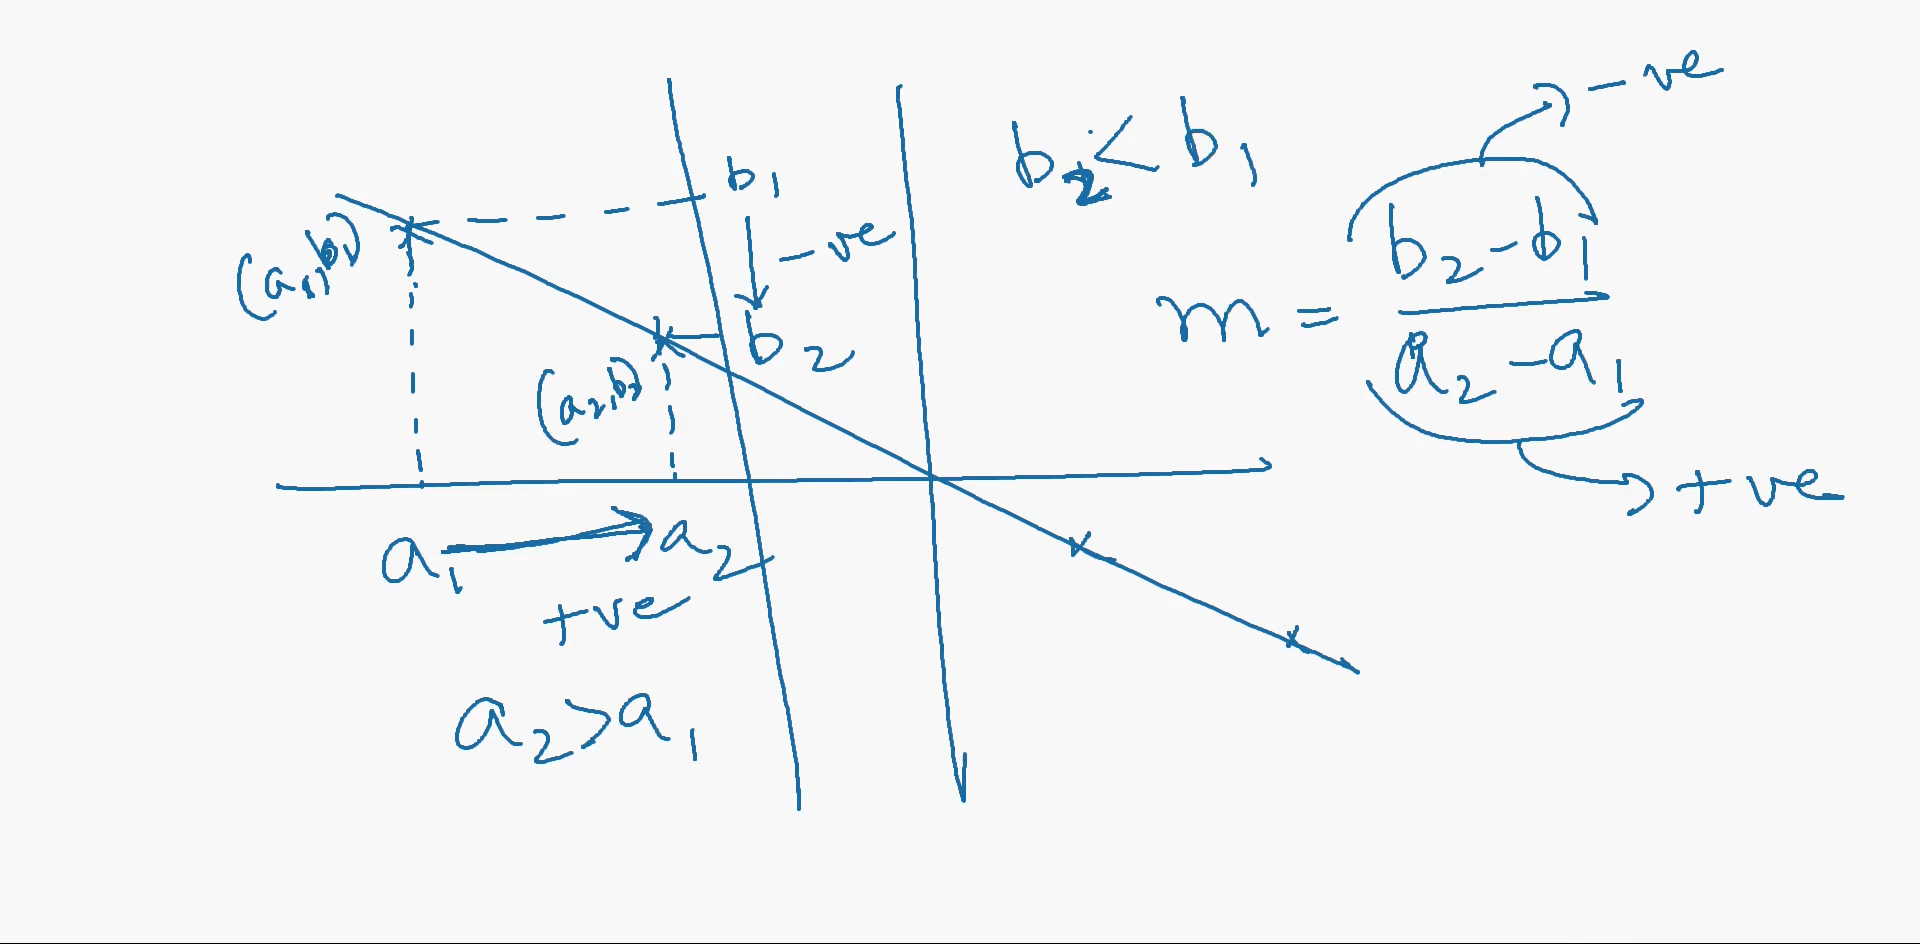 b₂ < b₁
- ve
b₁
(a₁, b₁)
- ve
b₂
m = (b₂ - b₁) / (a₂ - a₁)
(a₂, b₂)
+ ve
a₁ → a₂
+ve
a₂ > a₁